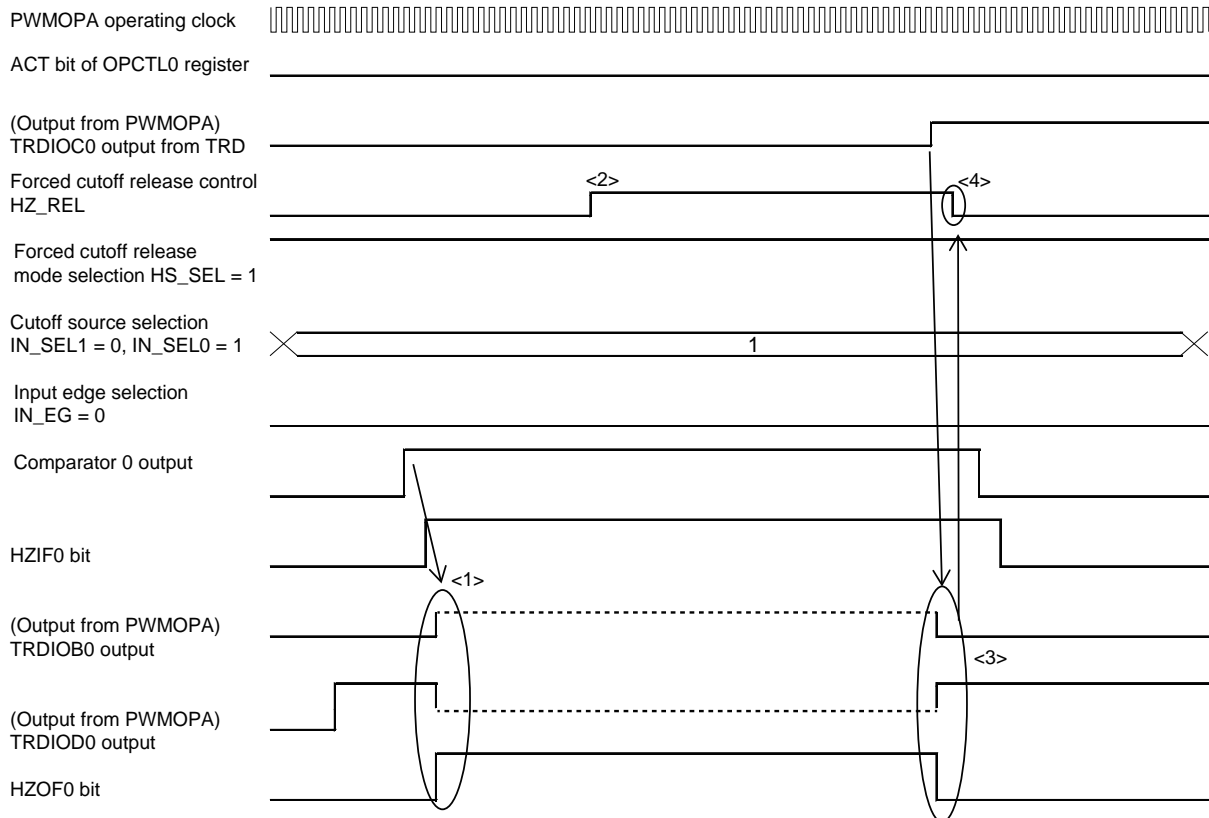 PWMOPA operating clock
ACT bit of OPCTL0 register
(Output from PWMOPA)
TRDIOC0 output from TRD
Forced cutoff release control
HZ_REL
<2>
<4>
Forced cutoff release
mode selection HS_SEL = 1
Cutoff source selection
IN_SEL1 = 0, IN_SEL0 = 1
1
Input edge selection
IN_EG = 0
Comparator 0 output
HZIF0 bit
<1>
(Output from PWMOPA)
TRDIOB0 output
<3>
(Output from PWMOPA)
TRDIOD0 output
HZOF0 bit